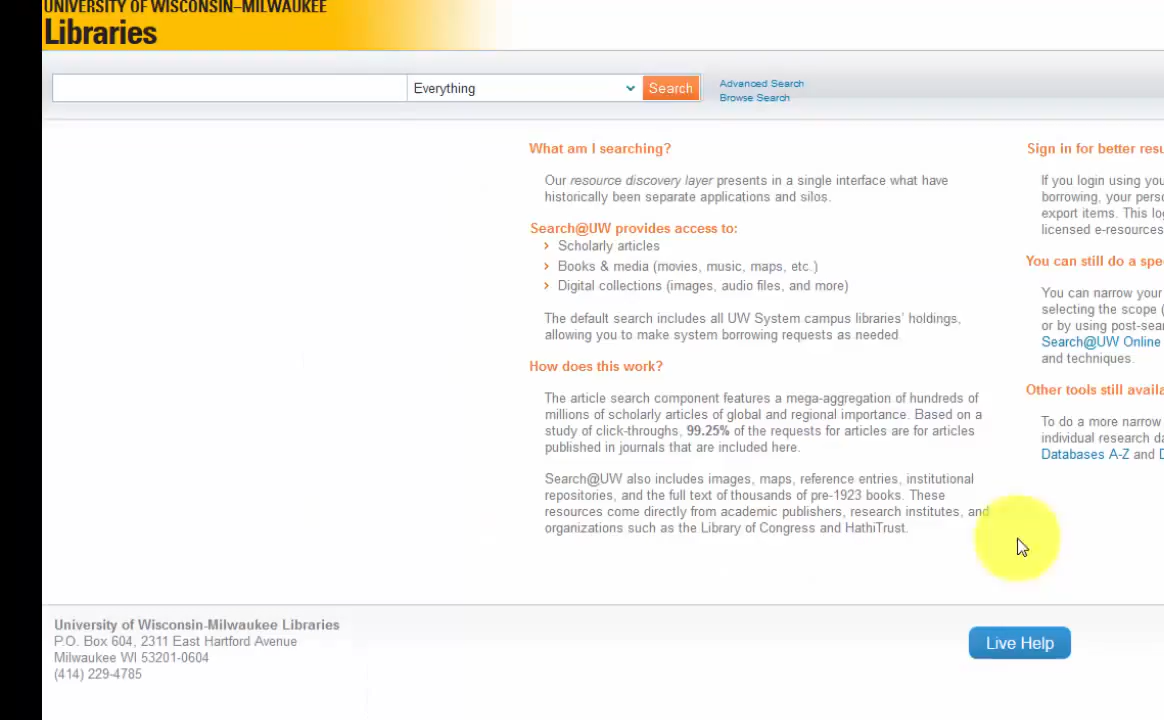 UNIVERSITY OF WISCONSIN–MILWAUKEE
Libraries
Everything
Search
Advanced Search
Browse Search
What am I searching?
Our resource discovery layer presents in a single interface what have
historically been separate applications and silos.
Search@UW provides access to:
Scholarly articles
Books & media (movies, music, maps, etc.)
Digital collections (images, audio files, and more)
The default search includes all UW System campus libraries' holdings,
allowing you to make system borrowing requests as needed.
How does this work?
The article search component features a mega-aggregation of hundreds of
millions of scholarly articles of global and regional importance. Based on a
study of click-throughs, 99.25% of the requests for articles are for articles
published in journals that are included here.
Search@UW also includes images, maps, reference entries, institutional
repositories, and the full text of thousands of pre-1923 books. These
resources come directly from academic publishers, research institutes, and
organizations such as the Library of Congress and HathiTrust.
Sign in for better
If you login using
borrowing, your
export items. This
licensed e-resources
You can still do a
You can narrow your
selecting the scope (
or by using
Search@UW Online
and techniques.
Other tools still
To do a more narrow
individual research
Databases A-Z and
University of Wisconsin-Milwaukee Libraries
P.O. Box 604, 2311 East Hartford Avenue
Milwaukee WI 53201-0604
(414) 229-4785
Live Help